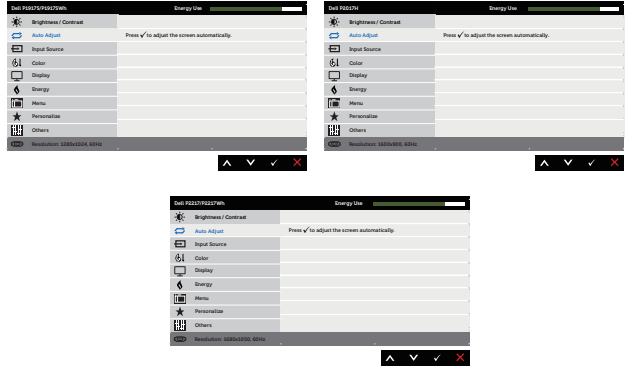 Dell P1917S/P1917SWh Energy Use
Brightness / Contrast
Auto Adjust Press ✓ to adjust the screen automatically.
Input Source
Color
Display
Energy
Menu
Personalize
Others
Resolution: 1280x1024, 60Hz
Dell P2017H Energy Use
Brightness / Contrast
Auto Adjust Press ✓ to adjust the screen automatically.
Input Source
Color
Display
Energy
Menu
Personalize
Others
Resolution: 1600x900, 60Hz
Dell P2217/P2217Wh Energy Use
Brightness / Contrast
Auto Adjust Press ✓ to adjust the screen automatically.
Input Source
Color
Display
Energy
Menu
Personalize
Others
Resolution: 1680x1050, 60Hz